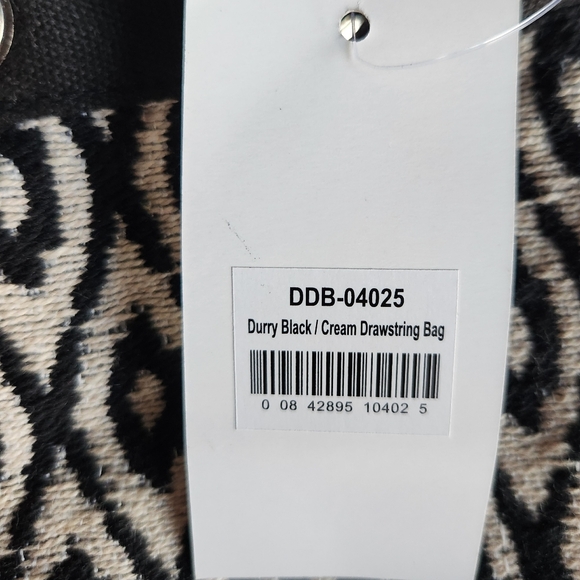 DDB-04025
Durry Black / Cream Drawstring Bag
0 08 42895 10402 5